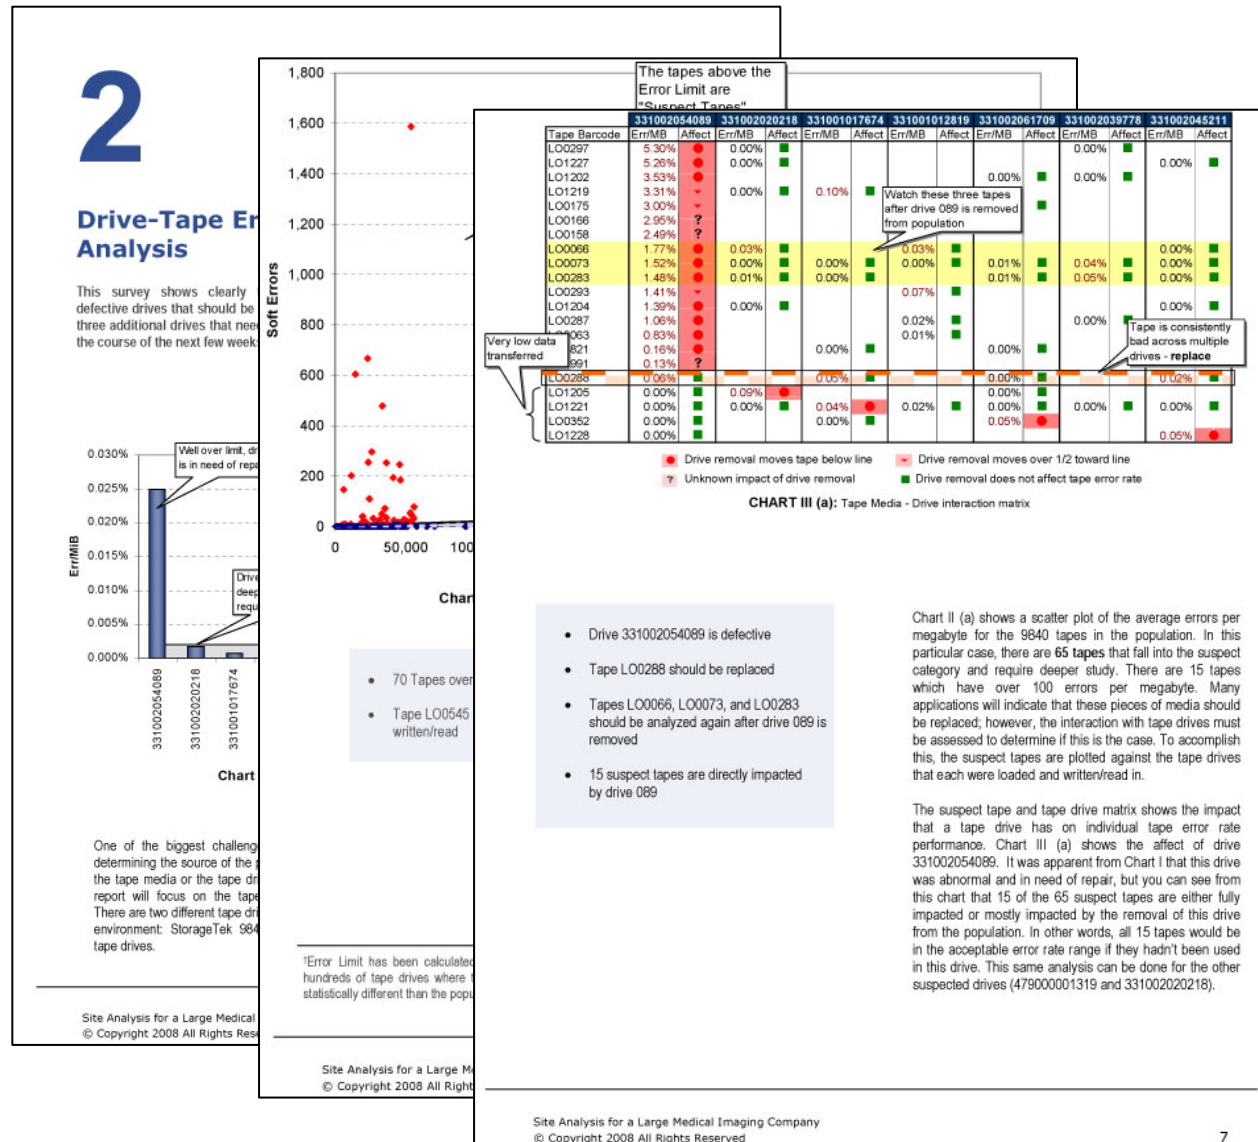 2
Drive-Tape Er
Analysis
This survey shows clearly
defective drives that should be
three additional drives that nee
the course of the next few weeks
0.030%
0.025%
0.020%
0.015%
0.010%
0.005%
0.000%
Err/MiB
Well over limit, dr
is in need of repa
Drive
deep
requ
331002054089
331002020218
331001017674
Chart
One of the biggest challeng
determining the source of the p
the tape media or the tape dri
report will focus on the tape
There are two different tape dri
environment: StorageTek 984
tape drives.
Site Analysis for a Large Medical
© Copyright 2008 All Rights Rese
1,800
1,600
1,400
1,200
1,000
800
600
400
200
0
Soft Errors
0 50,000 100
The tapes above the
Error Limit are
"Suspect Tapes"
Char
• 70 Tapes over
• Tape LO0545
written/read
†Error Limit has been calculated
hundreds of tape drives where t
statistically different than the popu
Site Analysis for a Large Me
© Copyright 2008 All Right
331002054089 331002020218 331001017674 331001012819 331002061709 331002039778 331002045211
Tape Barcode Err/MB Affect Err/MB Affect Err/MB Affect Err/MB Affect Err/MB Affect Err/MB Affect Err/MB Affect
LO0297 5.30% 0.00% 0.00%
LO1227 5.26% 0.00% 0.00%
LO1202 3.53% 0.00% 0.00%
LO1219 3.31% 0.00% 0.10%
LO0175 3.00%
LO0166 2.95% ?
LO0158 2.49% ?
LO0066 1.77% 0.03% 0.03% 0.00%
LO0073 1.52% 0.00% 0.00% 0.00% 0.01% 0.04% 0.00%
LO0283 1.48% 0.01% 0.00% 0.01% 0.05% 0.00%
LO0293 1.41% 0.07%
LO1204 1.39% 0.00% 0.00%
LO0287 1.06% 0.02% 0.00%
0063 0.83% 0.01%
821 0.16% 0.00% 0.00%
991 0.13% ?
LO0288 0.06% 0.05% 0.00% 0.02%
LO1205 0.00% 0.09% 0.00%
LO1221 0.00% 0.00% 0.04% 0.02% 0.00% 0.00% 0.00%
LO0352 0.00% 0.00% 0.05%
LO1228 0.00% 0.05%
Watch these three tapes
after drive 089 is removed
from population
Very low data
transferred
Tape is consistently
bad across multiple
drives - replace
Drive removal moves tape below line Drive removal moves over 1/2 toward line
? Unknown impact of drive removal Drive removal does not affect tape error rate
CHART III (a): Tape Media - Drive interaction matrix
• Drive 331002054089 is defective
• Tape LO0288 should be replaced
• Tapes LO0066, LO0073, and LO0283
should be analyzed again after drive 089 is
removed
• 15 suspect tapes are directly impacted
by drive 089
Chart II (a) shows a scatter plot of the average errors per
megabyte for the 9840 tapes in the population. In this
particular case, there are 65 tapes that fall into the suspect
category and require deeper study. There are 15 tapes
which have over 100 errors per megabyte. Many
applications will indicate that these pieces of media should
be replaced; however, the interaction with tape drives must
be assessed to determine if this is the case. To accomplish
this, the suspect tapes are plotted against the tape drives
that each were loaded and written/read in.
The suspect tape and tape drive matrix shows the impact
that a tape drive has on individual tape error rate
performance. Chart III (a) shows the affect of drive
331002054089. It was apparent from Chart I that this drive
was abnormal and in need of repair, but you can see from
this chart that 15 of the 65 suspect tapes are either fully
impacted or mostly impacted by the removal of this drive
from the population. In other words, all 15 tapes would be
in the acceptable error rate range if they hadn't been used
in this drive. This same analysis can be done for the other
suspected drives (479000001319 and 331002020218).
Site Analysis for a Large Medical Imaging Company
© Copyright 2008 All Rights Reserved
7